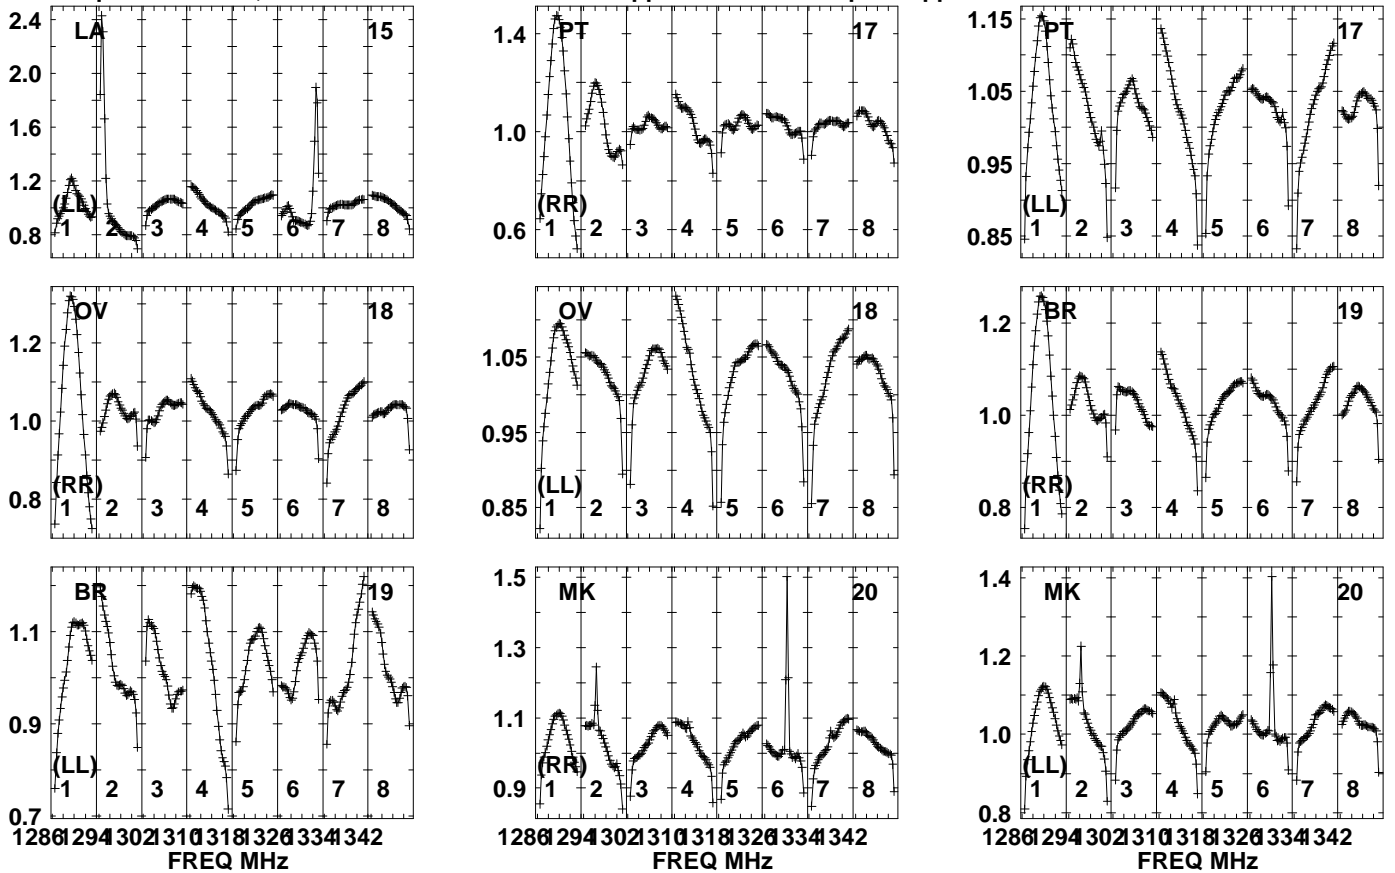 LA 15
2.4
2.0
1.6
1.2
0.8
(LL)
1 2 3 4 5 6 7 8
PT 17
1.4
1.0
0.6
(RR)
1 2 3 4 5 6 7 8
PT 17
1.15
1.05
0.95
0.85
(LL)
1 2 3 4 5 6 7 8
OV 18
1.2
1.0
0.8
(RR)
1 2 3 4 5 6 7 8
OV 18
1.05
0.95
0.85
(LL)
1 2 3 4 5 6 7 8
BR 19
1.2
1.0
0.8
(RR)
1 2 3 4 5 6 7 8
BR 19
1.1
0.9
0.7
(LL)
1 2 3 4 5 6 7 8
1286 1294 1302 1310 1318 1326 1334 1342
FREQ MHz
MK 20
1.5
1.3
1.1
0.9
(RR)
1 2 3 4 5 6 7 8
1286 1294 1302 1310 1318 1326 1334 1342
FREQ MHz
MK 20
1.4
1.2
1.0
0.8
(LL)
1 2 3 4 5 6 7 8
1286 1294 1302 1310 1318 1326 1334 1342
FREQ MHz